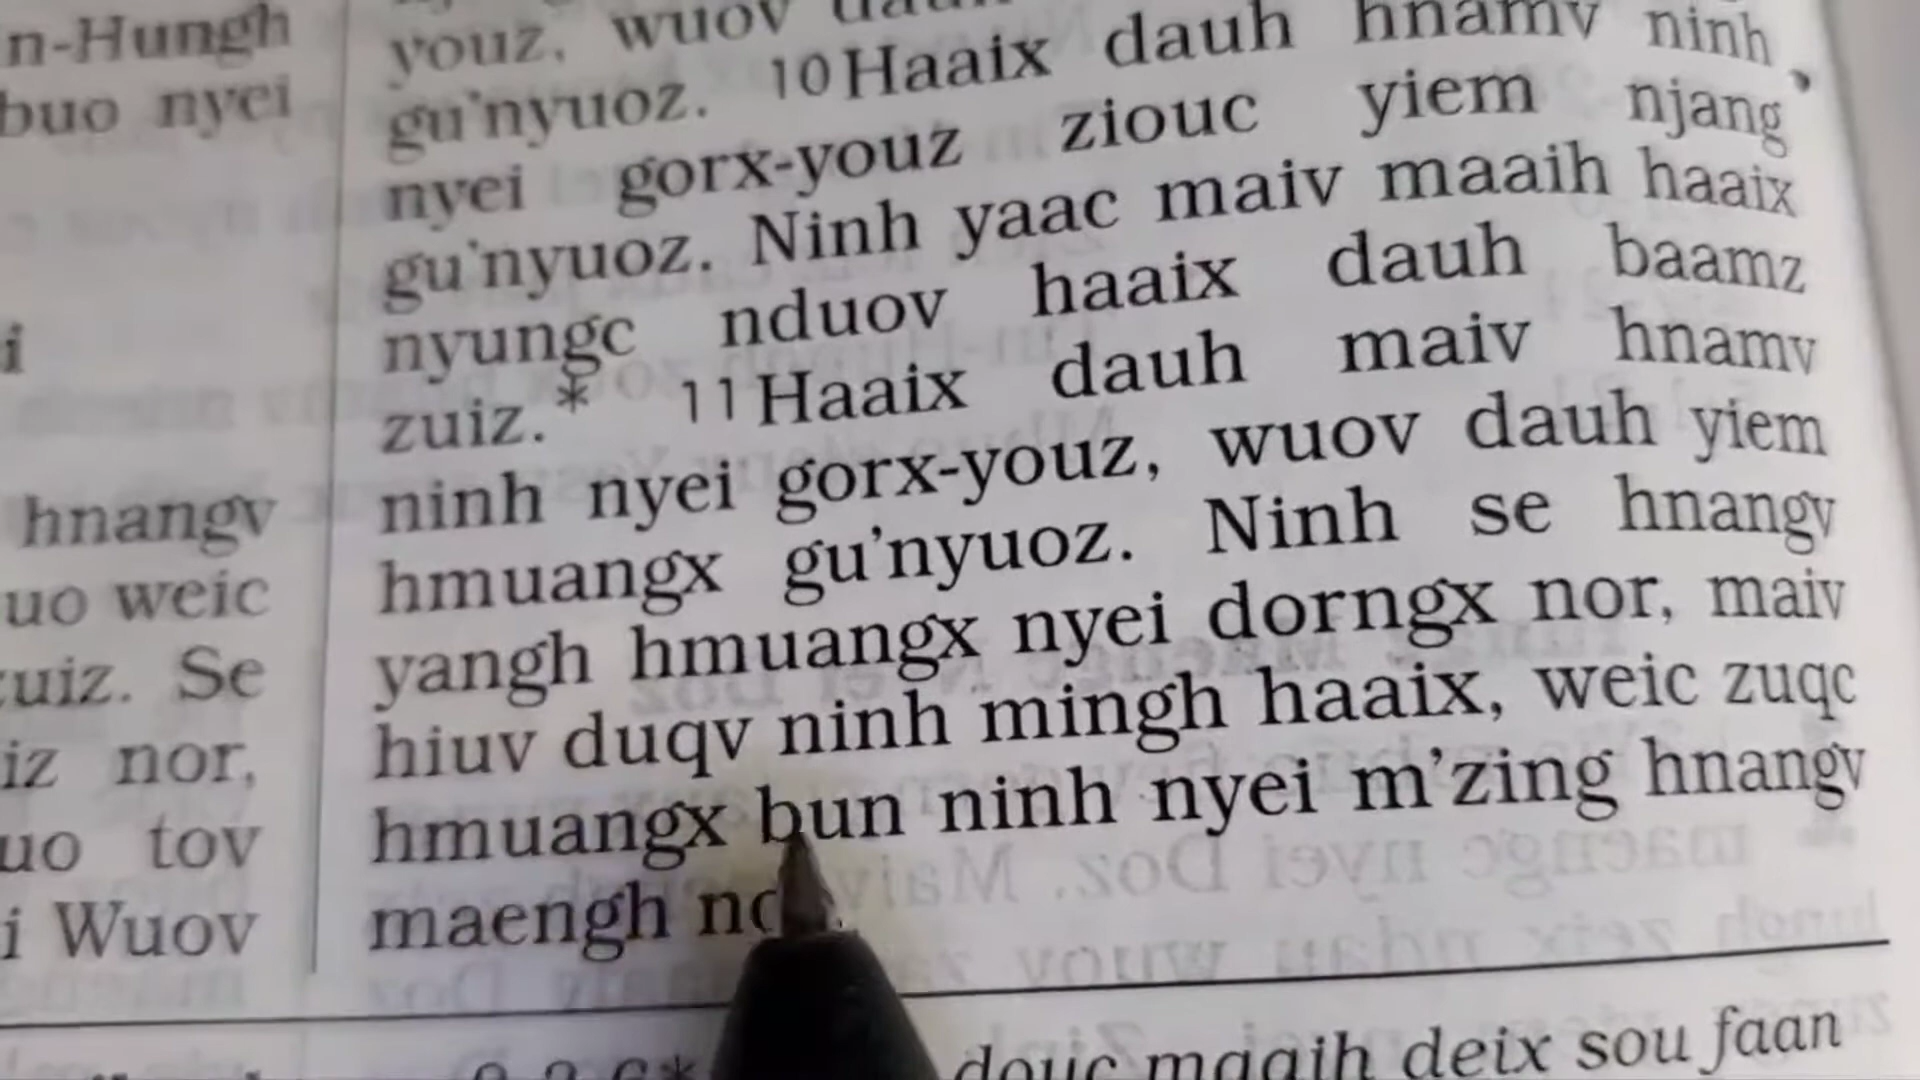 n-Hungh
buo nyei
i
hnangv
uo weic
zuiz. Se
iz nor,
uo tov
i Wuov
youz, wuov
gu'nyuoz. 10 Haaix dauh hnamv ninh
nyei gorx-youz ziouc yiem njang
gu'nyuoz. Ninh yaac maiv maaih haaix
nyungc nduov haaix dauh baamz
zuiz.* 11 Haaix dauh maiv hnamv
ninh nyei gorx-youz, wuov dauh yiem
hmuangx gu'nyuoz. Ninh se hnangv
yangh hmuangx nyei dorngx nor, maiv
hiuv duqv ninh mingh haaix, weic zuqc
hmuangx bun ninh nyei m'zing hnangv
maengh
douc maaih deix sou faan